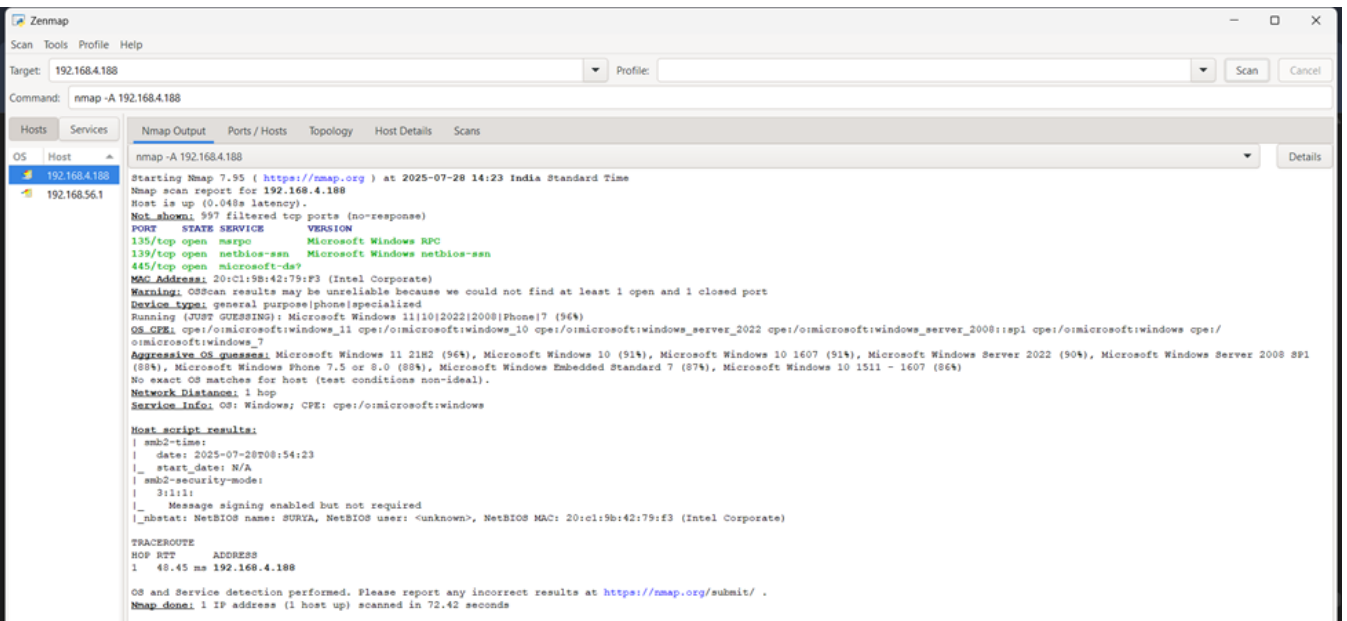 Zenmap
Scan Tools Profile Help
Target: 192.168.4.188 Profile: Scan Cancel
Command: nmap -A 192.168.4.188
Hosts Services Nmap Output Ports / Hosts Topology Host Details Scans
OS Host nmap -A 192.168.4.188 Details
192.168.4.188
192.168.56.1
Starting Nmap 7.95 ( https://nmap.org ) at 2025-07-28 14:23 India Standard Time
Nmap scan report for 192.168.4.188
Host is up (0.048s latency).
Not shown: 997 filtered tcp ports (no-response)
PORT STATE SERVICE VERSION
135/tcp open msrpc Microsoft Windows RPC
139/tcp open netbios-ssn Microsoft Windows netbios-ssn
445/tcp open microsoft-ds?
MAC Address: 20:C1:9B:42:79:F3 (Intel Corporate)
Warning: OSScan results may be unreliable because we could not find at least 1 open and 1 closed port
Device type: general purpose|phone|specialized
Running (JUST GUESSING): Microsoft Windows 11|10|2022|2008|Phone|7 (96%)
OS CPE: cpe:/o:microsoft:windows_11 cpe:/o:microsoft:windows_10 cpe:/o:microsoft:windows_server_2022 cpe:/o:microsoft:windows_server_2008::sp1 cpe:/o:microsoft:windows cpe:/
o:microsoft:windows_7
Aggressive OS guesses: Microsoft Windows 11 21H2 (96%), Microsoft Windows 10 (91%), Microsoft Windows 10 1607 (91%), Microsoft Windows Server 2022 (90%), Microsoft Windows Server 2008 SP1
(88%), Microsoft Windows Phone 7.5 or 8.0 (88%), Microsoft Windows Embedded Standard 7 (87%), Microsoft Windows 10 1511 - 1607 (86%)
No exact OS matches for host (test conditions non-ideal).
Network Distance: 1 hop
Service Info: OS: Windows; CPE: cpe:/o:microsoft:windows
Host script results:
| smb2-time:
|   date: 2025-07-28T08:54:23
|_  start_date: N/A
| smb2-security-mode:
|   3:1:1:
|_    Message signing enabled but not required
|_nbstat: NetBIOS name: SURYA, NetBIOS user: <unknown>, NetBIOS MAC: 20:c1:9b:42:79:f3 (Intel Corporate)
TRACEROUTE
HOP RTT ADDRESS
1 48.45 ms 192.168.4.188
OS and Service detection performed. Please report any incorrect results at https://nmap.org/submit/ .
Nmap done: 1 IP address (1 host up) scanned in 72.42 seconds